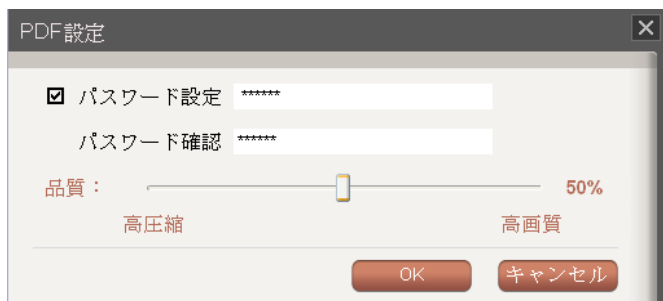 PDF設定
パスワード設定 ******
パスワード確認 ******
品質： 50%
高圧縮 高画質
OK キャンセル